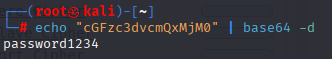 ┌──(root㉿kali)-[~]
└─# echo "cGFzc3dvcmQxMjM0" | base64 -d
password1234